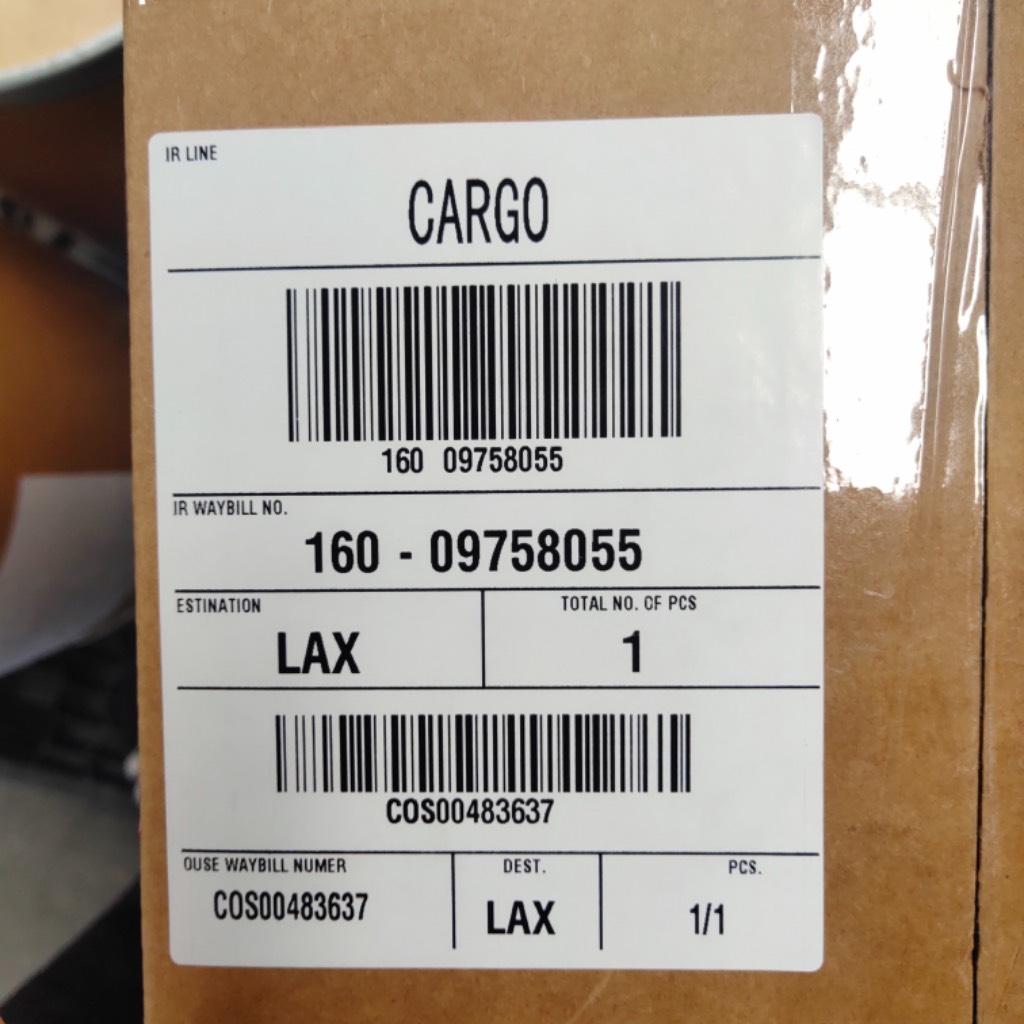 IR LINE
CARGO
160 09758055
IR WAYBILL NO.
160 - 09758055
ESTINATION
TOTAL NO. OF PCS
LAX
1
COS00483637
OUSE WAYBILL NUMER
DEST.
PCS.
COS00483637
LAX
1/1